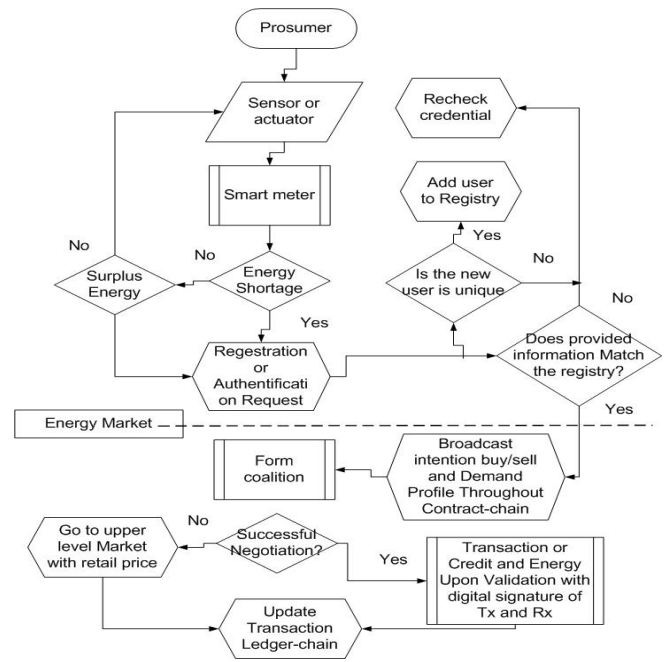 Prosumer
Sensor or
actuator
Recheck
credential
Smart meter
Add user
to Registry
No
No
Yes
Surplus
Energy
Energy
Shortage
Is the new
user is unique
No
No
Yes
Regestration
or
Authentificati
on Request
Does provided
information Match
the registry?
Yes
Energy Market
Form
coalition
Broadcast
intention buy/sell
and Demand
Profile Throughout
Contract-chain
No
Go to upper
level Market
with retail price
Successful
Negotiation?
Yes
Transaction or
Credit and Energy
Upon Validation with
digital signature of
Tx and Rx
Update
Transaction
Ledger-chain